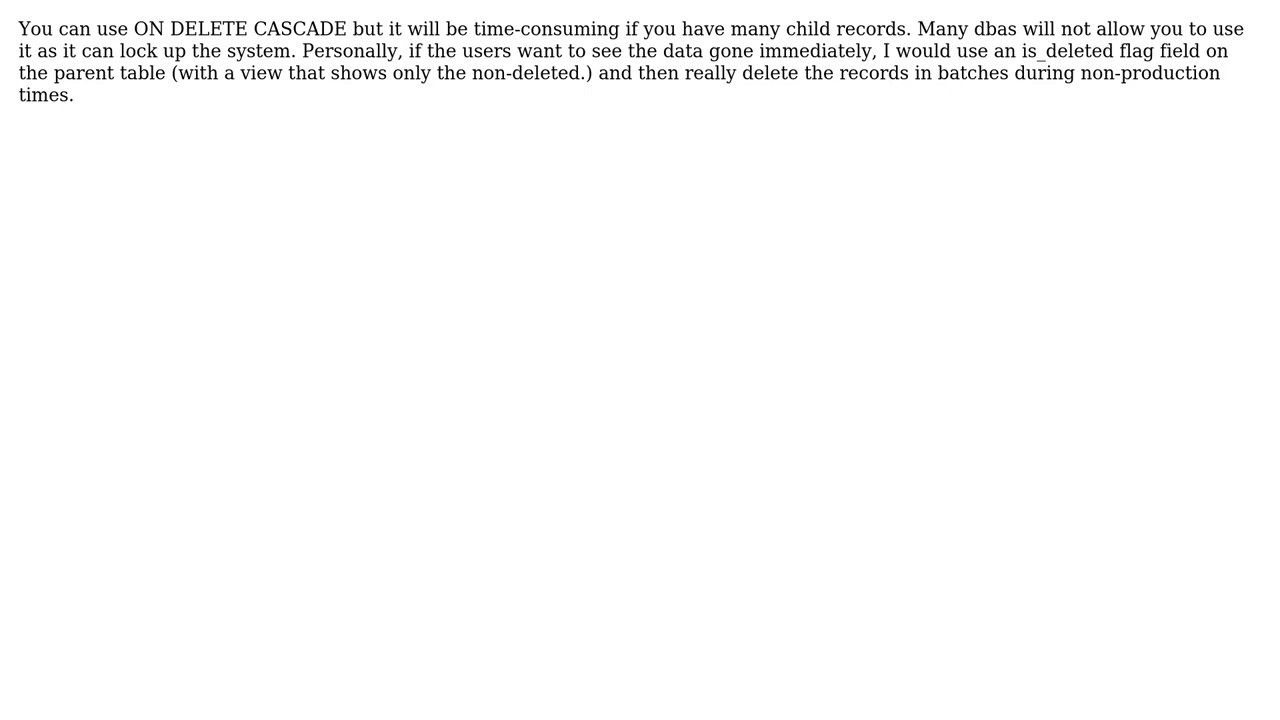 You can use ON DELETE CASCADE but it will be time-consuming if you have many child records. Many dbas will not allow you to use
it as it can lock up the system. Personally, if the users want to see the data gone immediately, I would use an is_deleted flag field on
the parent table (with a view that shows only the non-deleted.) and then really delete the records in batches during non-production
times.